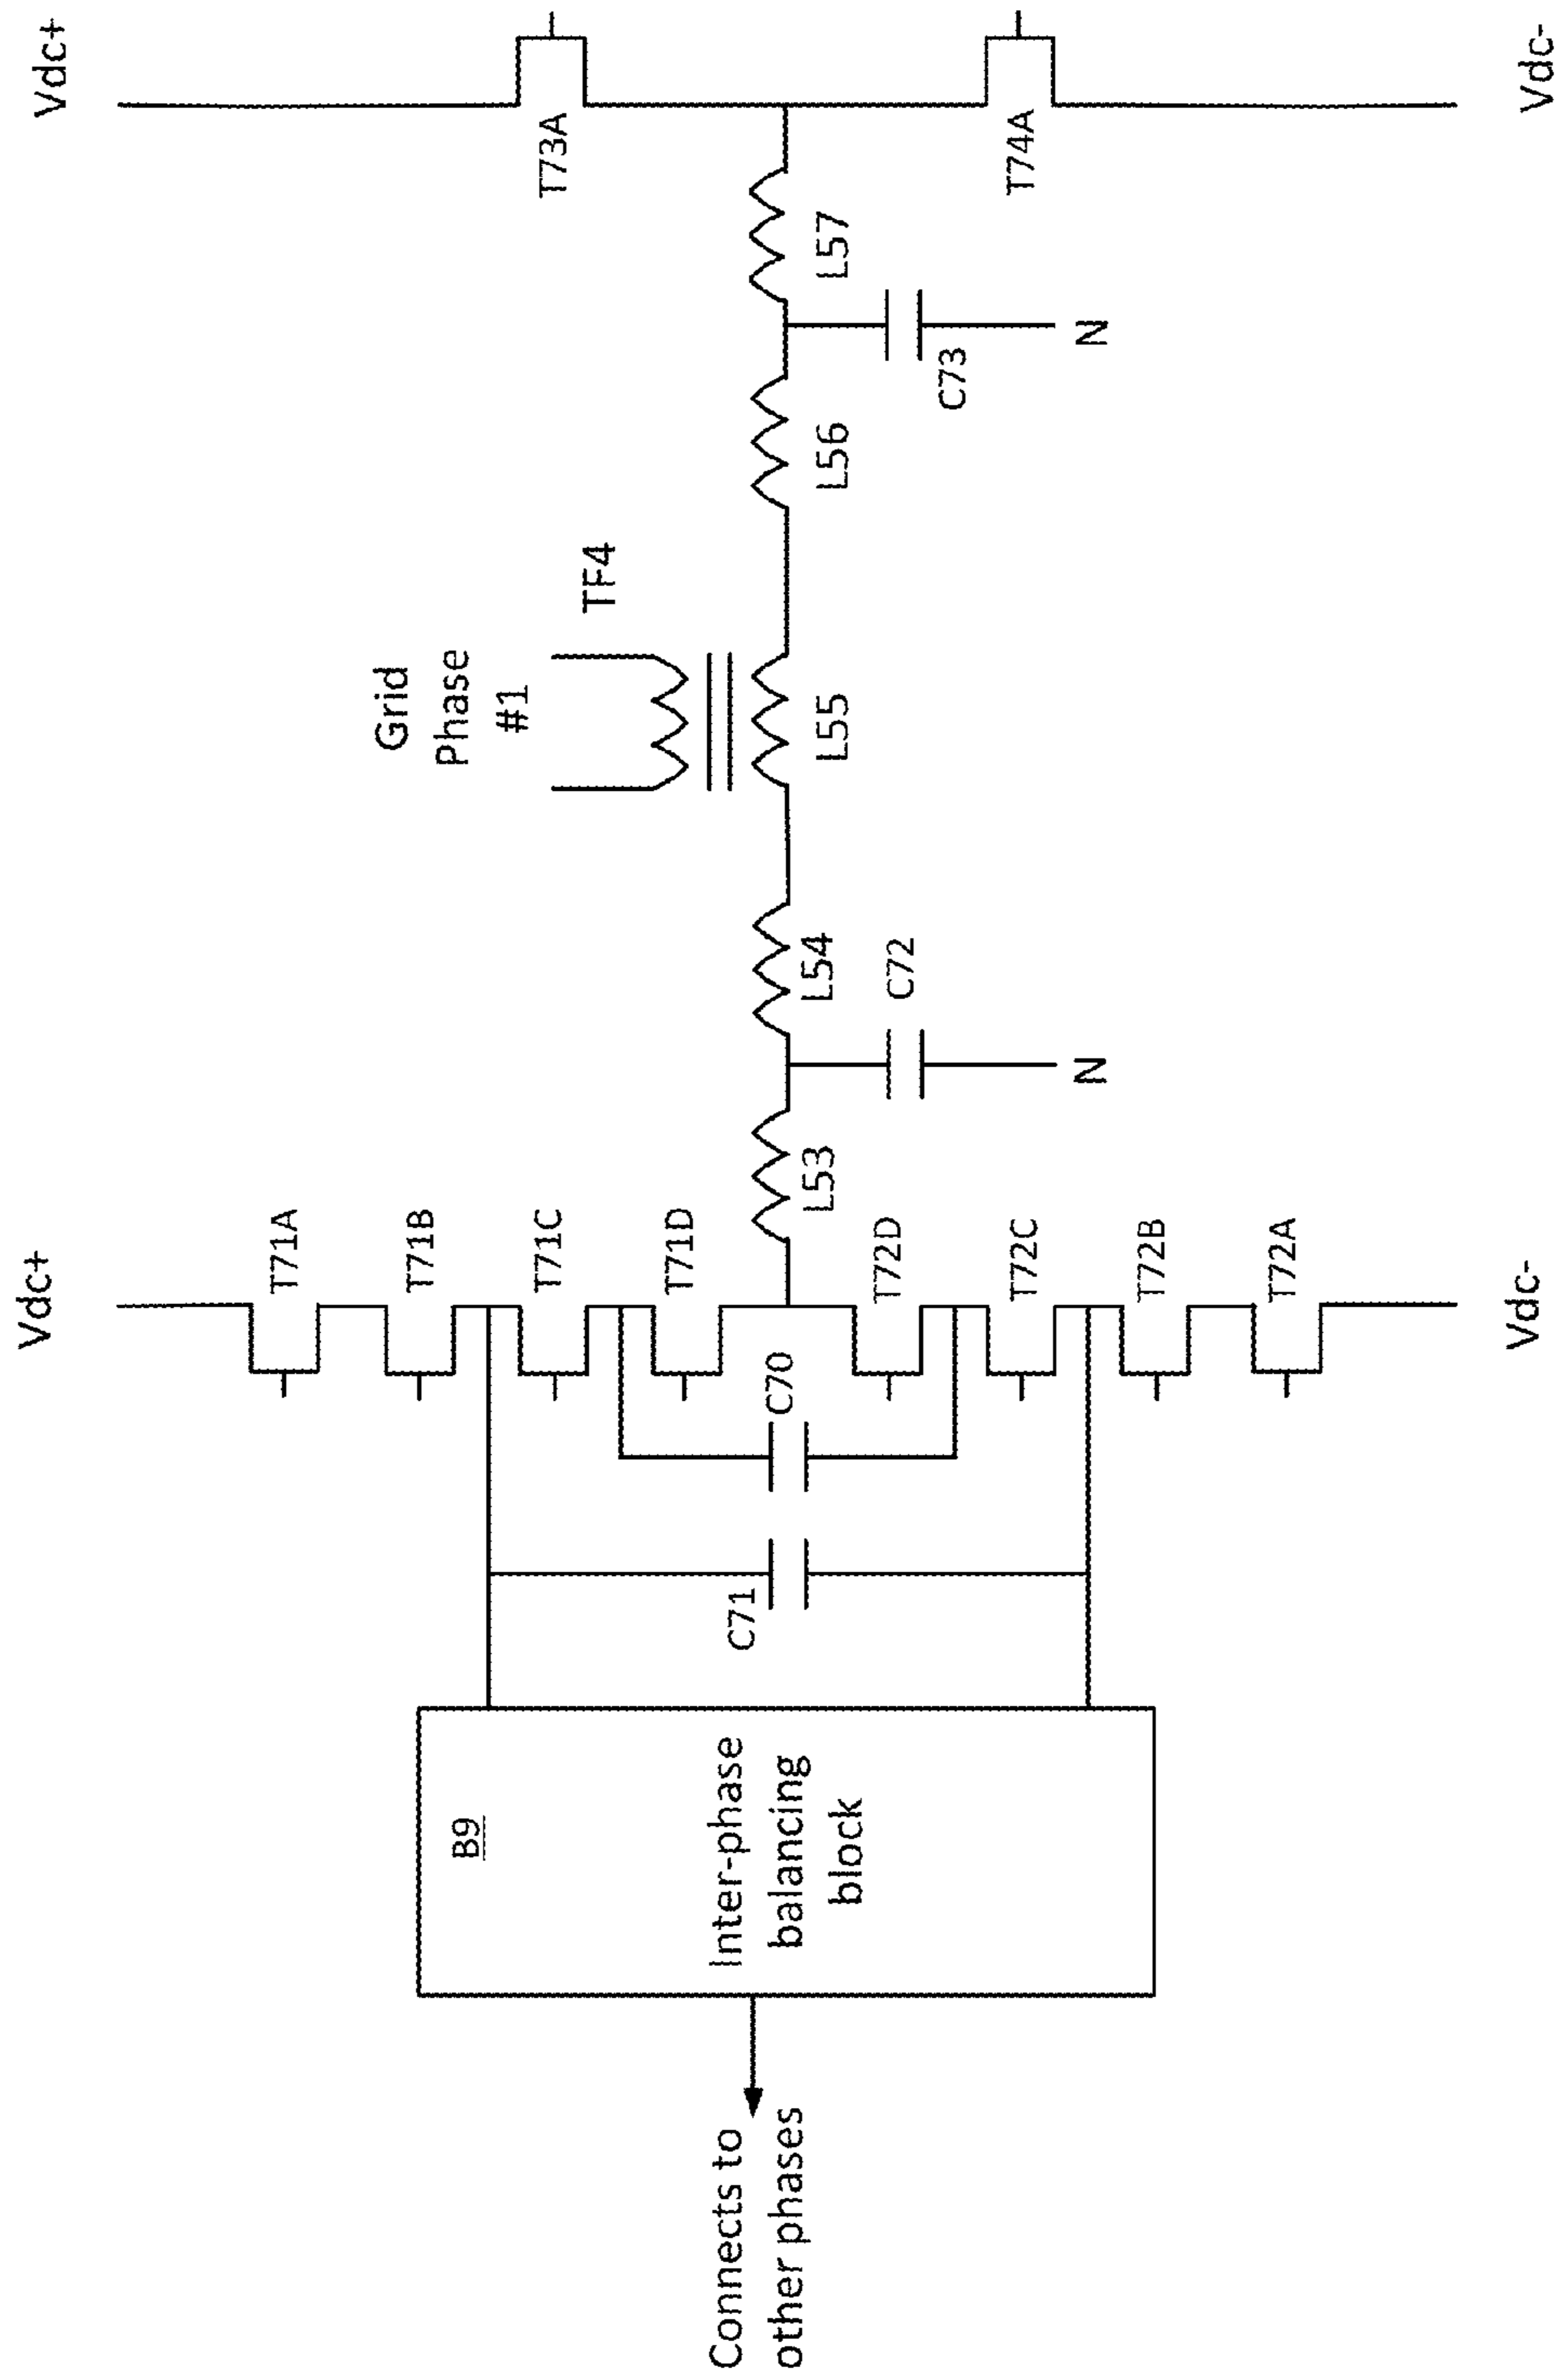 Vdc+
Vdc+
T71A
T71B
T71C
T71D
T72D
T72C
T72B
T72A
Vdc-
Vdc-
Connects to
other phases
B9
Inter-phase
balancing
block
C71
C70
L53
C72
N
L54
L55
Grid
Phase
#1
TF4
L56
C73
N
L57
T73A
T74A